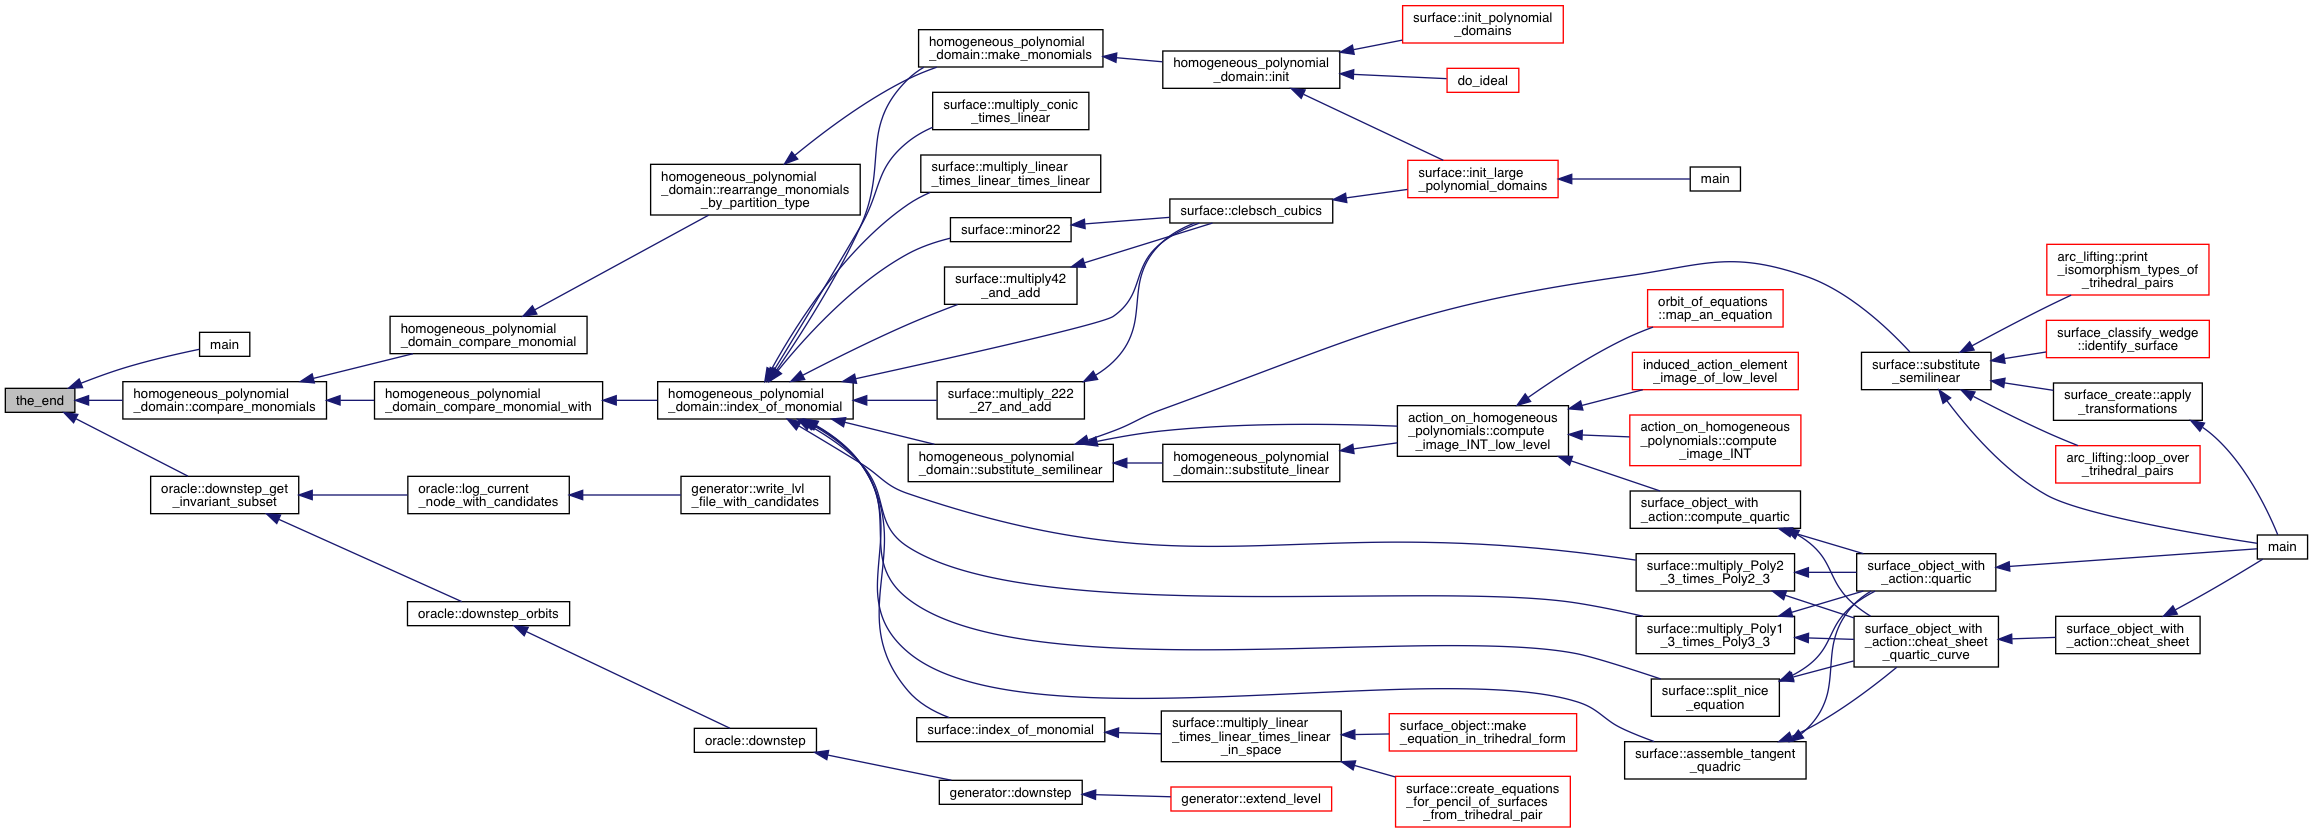 the_end
main
homogeneous_polynomial
_domain::compare_monomials
oracle::downstep_get
_invariant_subset
homogeneous_polynomial
_domain_compare_monomial
homogeneous_polynomial
_domain_compare_monomial_with
oracle::log_current
_node_with_candidates
oracle::downstep_orbits
homogeneous_polynomial
_domain::rearrange_monomials
_by_partition_type
homogeneous_polynomial
_domain::index_of_monomial
generator::write_lvl
_file_with_candidates
oracle::downstep
homogeneous_polynomial
_domain::make_monomials
surface::multiply_conic
_times_linear
surface::multiply_linear
_times_linear_times_linear
surface::minor22
surface::multiply42
_and_add
surface::multiply_222
_27_and_add
homogeneous_polynomial
_domain::substitute_semilinear
surface::index_of_monomial
generator::downstep
homogeneous_polynomial
_domain::init
surface::clebsch_cubics
homogeneous_polynomial
_domain::substitute_linear
surface::multiply_linear
_times_linear_times_linear
_in_space
generator::extend_level
surface::init_polynomial
_domains
do_ideal
surface::init_large
_polynomial_domains
action_on_homogeneous
_polynomials::compute
_image_INT_low_level
surface_object::make
_equation_in_trihedral_form
surface::create_equations
_for_pencil_of_surfaces
_from_trihedral_pair
main
orbit_of_equations
::map_an_equation
induced_action_element
_image_of_low_level
action_on_homogeneous
_polynomials::compute
_image_INT
surface_object_with
_action::compute_quartic
surface::multiply_Poly2
_3_times_Poly2_3
surface::multiply_Poly1
_3_times_Poly3_3
surface::split_nice
_equation
surface::assemble_tangent
_quadric
surface::substitute
_semilinear
surface_object_with
_action::quartic
surface_object_with
_action::cheat_sheet
_quartic_curve
arc_lifting::print
_isomorphism_types_of
_trihedral_pairs
surface_classify_wedge
::identify_surface
surface_create::apply
_transformations
arc_lifting::loop_over
_trihedral_pairs
surface_object_with
_action::cheat_sheet
main